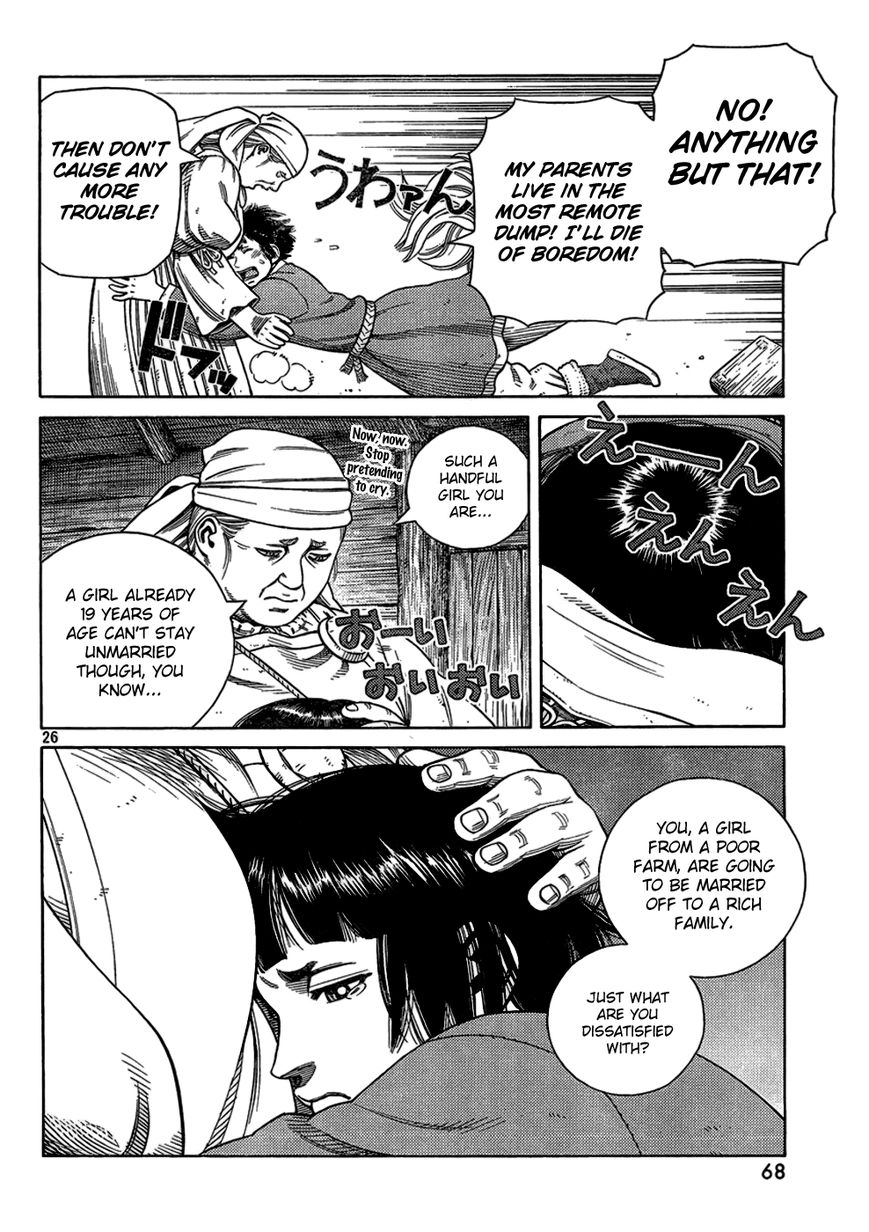 NO!
ANYTHING
BUT THAT!
MY PARENTS
LIVE IN THE
MOST REMOTE
DUMP! I'LL DIE
OF BOREDOM!
うわァん
THEN DON'T
CAUSE ANY
MORE
TROUBLE!
ドフッ
えーん
ええん
えん
SUCH A
HANDFUL
GIRL YOU
ARE...
Now, now.
Stop
pretending
to cry.
おーい
おいおい
A GIRL ALREADY
19 YEARS OF
AGE CAN'T STAY
UNMARRIED
THOUGH, YOU
KNOW...
26
YOU, A GIRL
FROM A POOR
FARM, ARE GOING
TO BE MARRIED
OFF TO A RICH
FAMILY.
JUST WHAT
ARE YOU
DISSATISFIED
WITH?
68